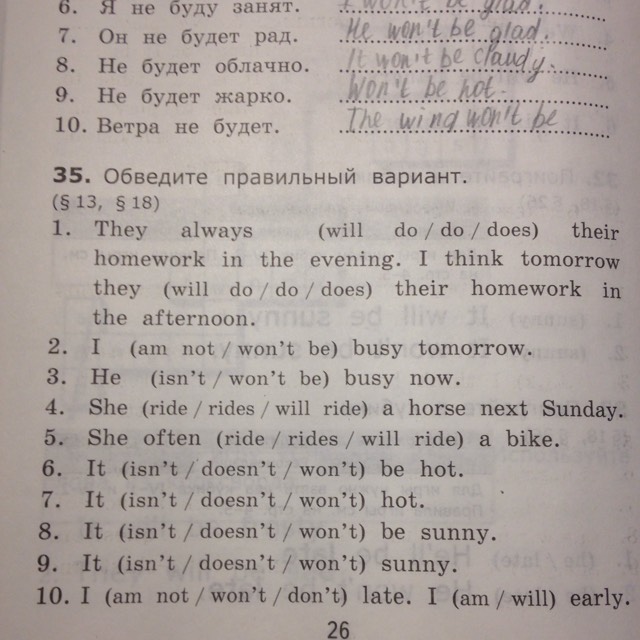 6. Я не буду занят. I won't be glad.
7. Он не будет рад. He won't be glad.
8. Не будет облачно. It won't be claudy.
9. Не будет жарко. Won't be hot.
10. Ветра не будет. The wing won't be
35. Обведите правильный вариант.
(§ 13, § 18)
1. They always (will do / do / does) their
homework in the evening. I think tomorrow
they (will do / do / does) their homework in
the afternoon.
2. I (am not / won't be) busy tomorrow.
3. He (isn't / won't be) busy now.
4. She (ride / rides / will ride) a horse next Sunday.
5. She often (ride / rides / will ride) a bike.
6. It (isn't / doesn't / won't) be hot.
7. It (isn't / doesn't / won't) hot.
8. It (isn't / doesn't / won't) be sunny.
9. It (isn't / doesn't / won't) sunny.
10. I (am not / won't / don't) late. I (am / will) early.
26